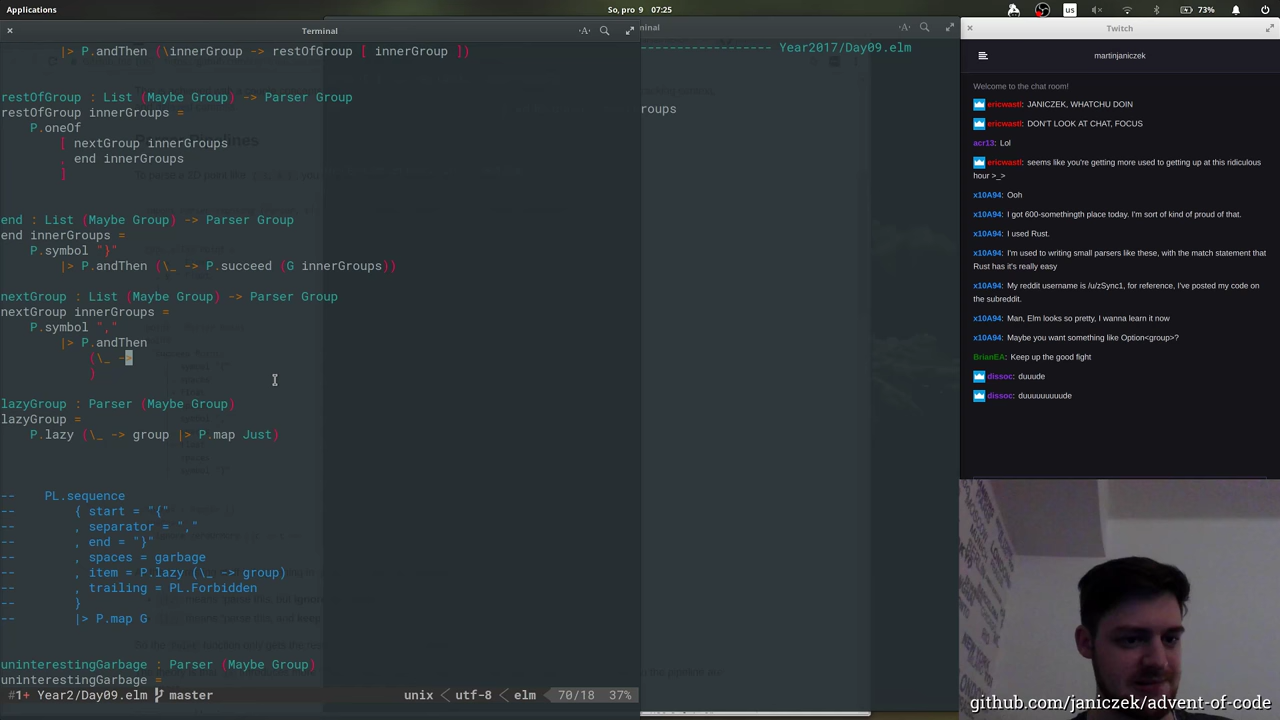 Applications
So, pro 9 07:25
us
73%
Terminal
-A-
|> P.andThen (\innerGroup -> restOfGroup [ innerGroup ])
restOfGroup : List (Maybe Group) -> Parser Group
restOfGroup innerGroups =
P.oneOf
[ nextGroup innerGroups
, end innerGroups
]
end : List (Maybe Group) -> Parser Group
end innerGroups =
P.symbol "}"
|> P.andThen (\_ -> P.succeed (G innerGroups))
nextGroup : List (Maybe Group) -> Parser Group
nextGroup innerGroups =
P.symbol ","
|> P.andThen
(\_ ->
)
lazyGroup : Parser (Maybe Group)
lazyGroup =
P.lazy (\_ -> group |> P.map Just)
-- PL.sequence
-- { start = "{"
-- , separator = ","
-- , end = "}"
-- , spaces = garbage
-- , item = P.lazy (\_ -> group)
-- , trailing = PL.Forbidden
-- }
-- |> P.map G
uninterestingGarbage : Parser (Maybe Group)
uninterestingGarbage =
#1+ Year2/Day09.elm master unix < utf-8 < elm 70/18 37%
minal
-A-
------------------ Year2017/Day09.elm
roups
Twitch
martinjaniczek
Welcome to the chat room!
ericwastl: JANICZEK, WHATCHU DOIN
ericwastl: DON'T LOOK AT CHAT, FOCUS
acr13: Lol
ericwastl: seems like you're getting more used to getting up at this ridiculous
hour >_>
x10A94: Ooh
x10A94: I got 600-somethingth place today. I'm sort of kind of proud of that.
x10A94: I used Rust.
x10A94: I'm used to writing small parsers like these, with the match statement that
Rust has it's really easy
x10A94: My reddit username is /u/zSync1, for reference, I've posted my code on
the subreddit.
x10A94: Man, Elm looks so pretty, I wanna learn it now
x10A94: Maybe you want something like Option<group>?
BrianEA: Keep up the good fight
dissoc: duuude
dissoc: duuuuuuuuude
github.com/janiczek/advent-of-code